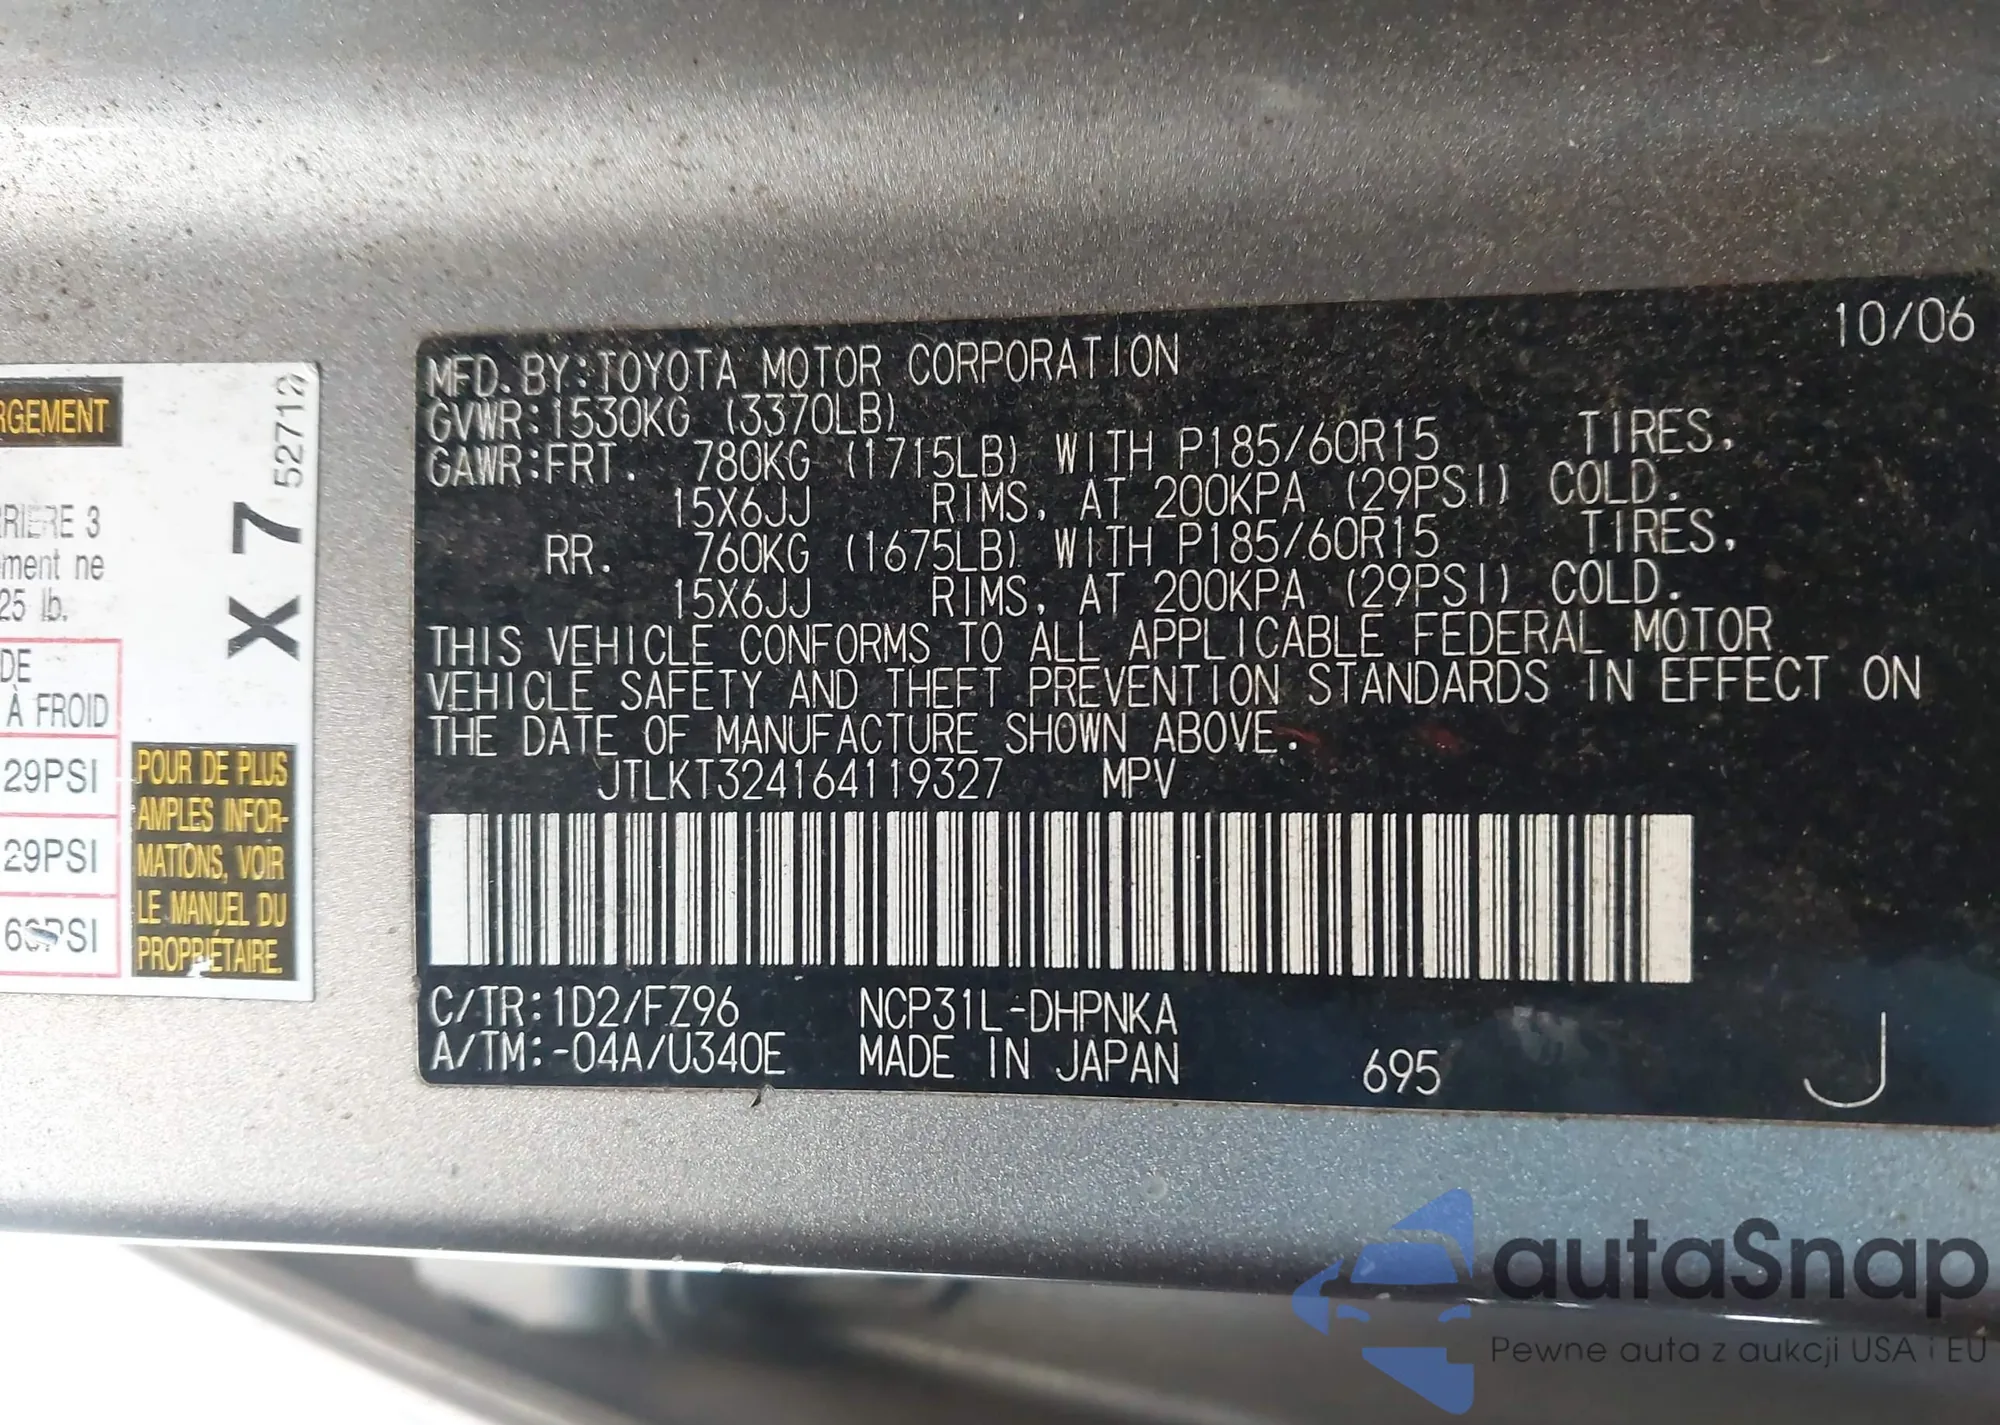 10/06
MFD. BY: TOYOTA MOTOR CORPORATION
GVWR: 1530KG (3370LB)
GAWR: FRT. 780KG (1715LB) WITH P185/60R15 TIRES,
15X6JJ RIMS, AT 200KPA (29PSI) COLD.
RR. 760KG (1675LB) WITH P185/60R15 TIRES,
15X6JJ RIMS, AT 200KPA (29PSI) COLD.
THIS VEHICLE CONFORMS TO ALL APPLICABLE FEDERAL MOTOR
VEHICLE SAFETY AND THEFT PREVENTION STANDARDS IN EFFECT ON
THE DATE OF MANUFACTURE SHOWN ABOVE.
JTLKT324164119327 MPV
C/TR: 1D2/FZ96 NCP31L-DHPNKA
A/TM: -04A/U340E MADE IN JAPAN 695 J
RGEMENT
RRIERE 3
ement ne
25 lb.
DE
À FROID
29PSI
29PSI
X 7 52712
POUR DE PLUS
AMPLES INFOR-
MATIONS, VOIR
LE MANUEL DU
PROPRIÉTAIRE.
autaSnap
Pewne auta z aukcji USA i EU